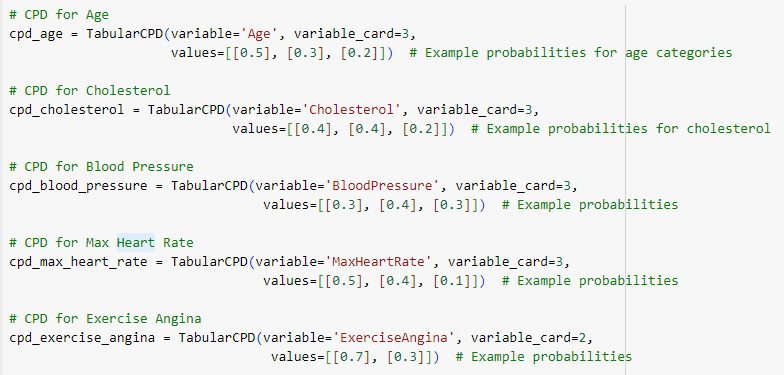 # CPD for Age
cpd_age = TabularCPD(variable='Age', variable_card=3,
values=[[0.5], [0.3], [0.2]])  # Example probabilities for age categories
# CPD for Cholesterol
cpd_cholesterol = TabularCPD(variable='Cholesterol', variable_card=3,
values=[[0.4], [0.4], [0.2]])  # Example probabilities for cholesterol
# CPD for Blood Pressure
cpd_blood_pressure = TabularCPD(variable='BloodPressure', variable_card=3,
values=[[0.3], [0.4], [0.3]])  # Example probabilities
# CPD for Max Heart Rate
cpd_max_heart_rate = TabularCPD(variable='MaxHeartRate', variable_card=3,
values=[[0.5], [0.4], [0.1]])  # Example probabilities
# CPD for Exercise Angina
cpd_exercise_angina = TabularCPD(variable='ExerciseAngina', variable_card=2,
values=[[0.7], [0.3]])  # Example probabilities